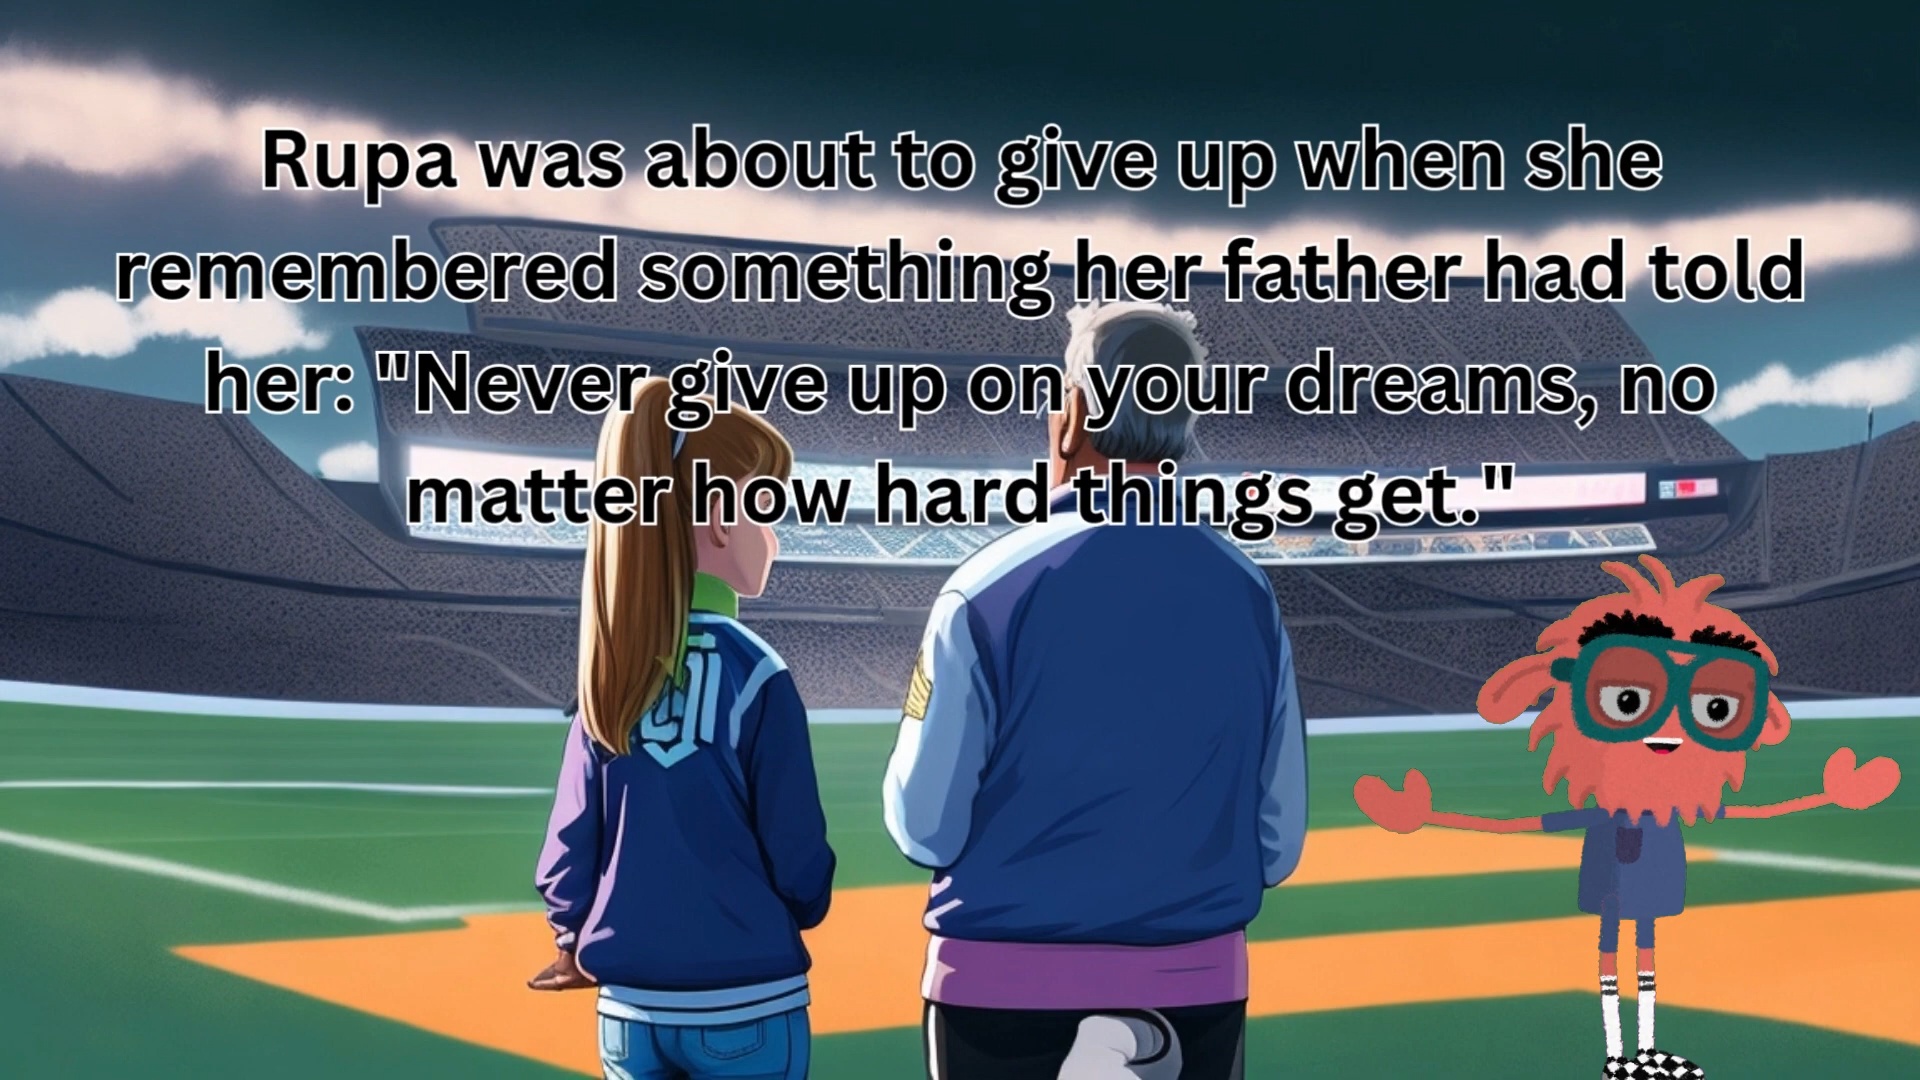 Rupa was about to give up when she
remembered something her father had told
her: "Never give up on your dreams, no
matter how hard things get."